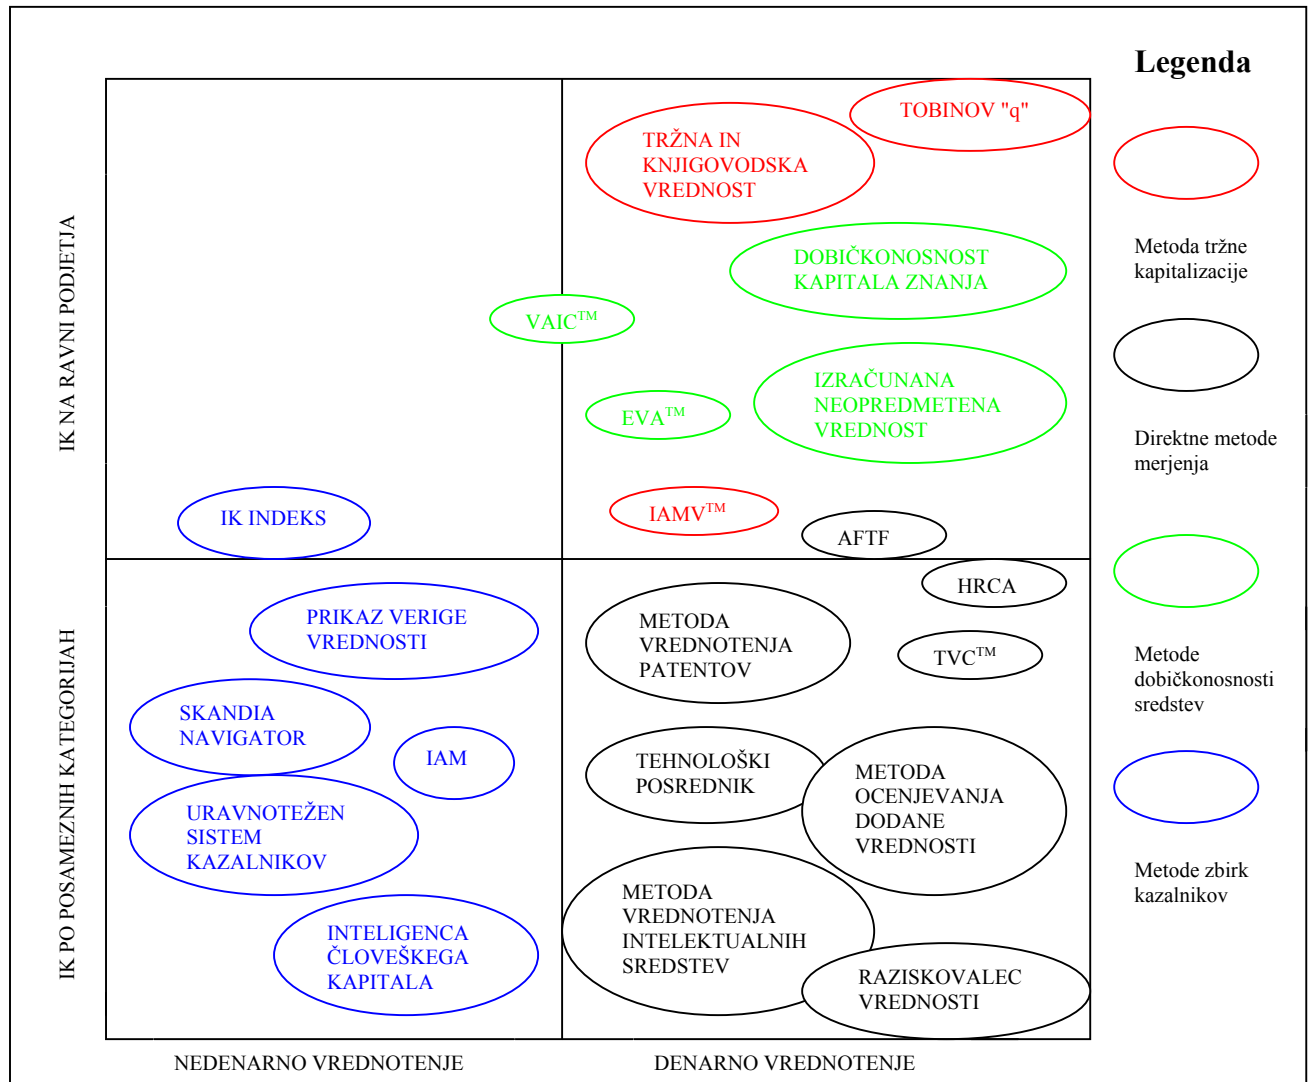 Legenda
TOBINOV "q"
TRŽNA IN
KNJIGOVODSKA
VREDNOST
Metoda tržne
kapitalizacije
IK NA RAVNI PODJETJA
DOBIČKONOSNOST
KAPITALA ZNANJA
VAIC™
IZRAČUNANA
NEOPREDMETENA
VREDNOST
EVA™
Direktne metode
merjenja
IK INDEKS
IAMV™
AFTF
HRCA
PRIKAZ VERIGE
VREDNOSTI
METODA
VREDNOTENJA
PATENTOV
TVC™
Metode
dobičkonosnosti
sredstev
IK PO POSAMEZNIH KATEGORIJAH
SKANDIA
NAVIGATOR
IAM
TEHNOLOŠKI
POSREDNIK
METODA
OCENJEVANJA
DODANE
VREDNOSTI
URAVNOTEŽEN
SISTEM
KAZALNIKOV
Metode zbirk
kazalnikov
METODA
VREDNOTENJA
INTELEKTUALNIH
SREDSTEV
INTELIGENCA
ČLOVEŠKEGA
KAPITALA
RAZISKOVALEC
VREDNOSTI
NEDENARNO VREDNOTENJE
DENARNO VREDNOTENJE